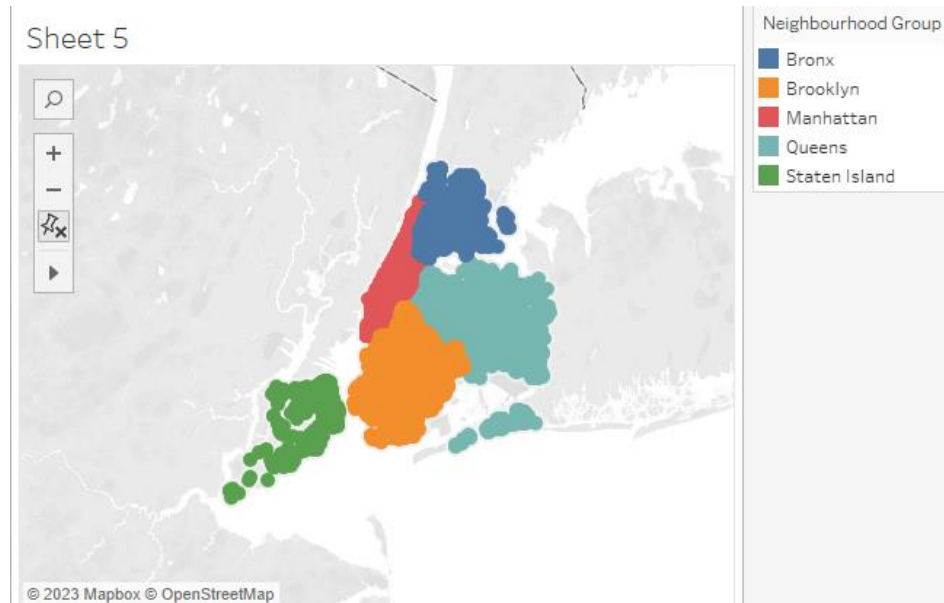 Sheet 5
Neighbourhood Group
Bronx
Brooklyn
Manhattan
Queens
Staten Island
© 2023 Mapbox © OpenStreetMap